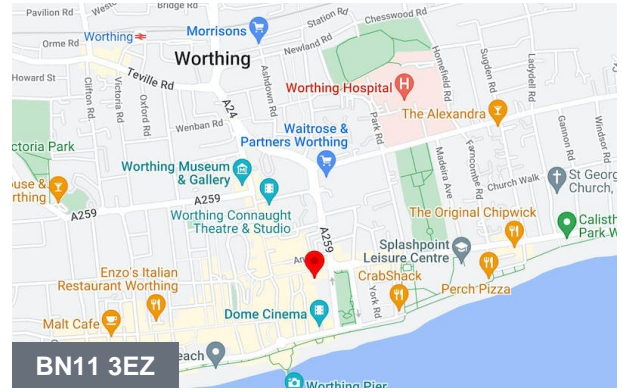 Pavilion Rd
Bridge Rd
Station Rd
Chesswood Rd
Morrisons
Orme Rd
Worthing
Newland Rd
Worthing
Teville Rd
Howard St
Clifton Rd
Victoria Rd
Oxford Rd
Ashdown Rd
A24
Worthing Hospital
Homefield Rd
Sugden Rd
Ladydell Rd
The Alexandra
Wenban Rd
Waitrose &
Partners Worthing
Park Rd
ctoria Park
Worthing Museum
& Gallery
Madeira Ave
Farncombe Rd
Gannon Rd
Windsor Rd
St Georg
Church,
Church Walk
ouse &
rthing
A259
Worthing Connaught
Theatre & Studio
A259
The Original Chipwick
Calisth
Park W
Splashpoint
Leisure Centre
Enzo's Italian
Restaurant Worthing
CrabShack
York Rd
Perch Pizza
Dome Cinema
Malt Cafe
each
BN11 3EZ
Worthing Pier